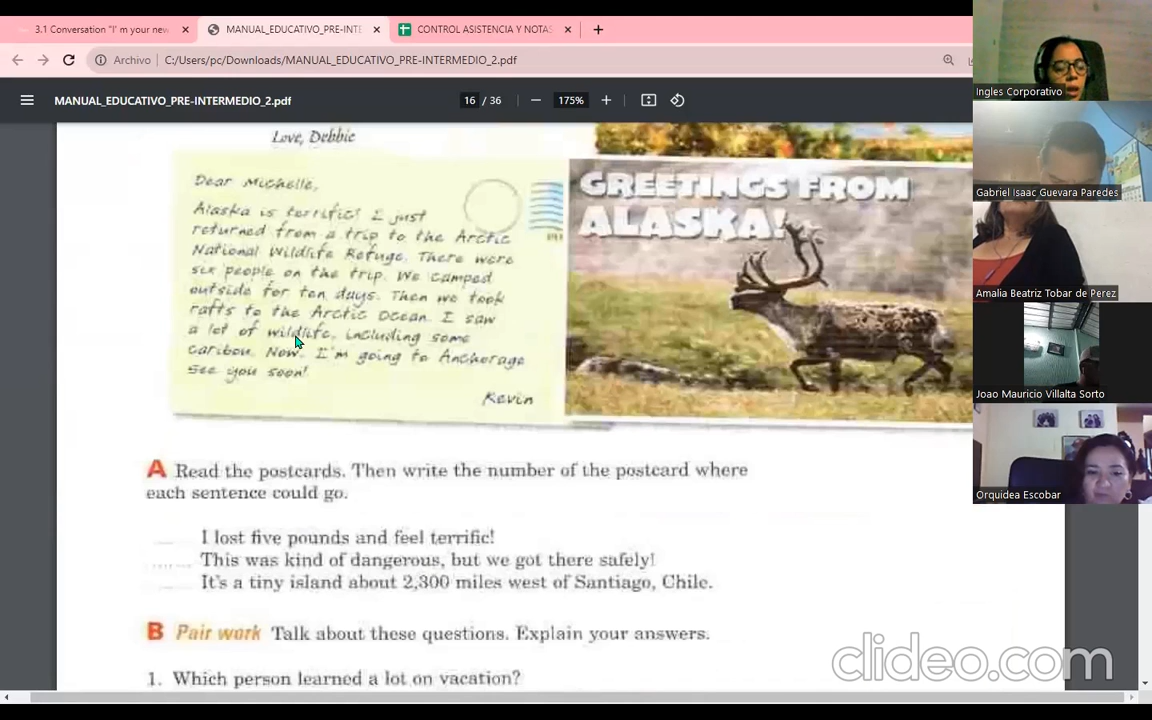 3.1 Conversation "I' m your new
MANUAL_EDUCATIVO_PRE-INTE
CONTROL ASISTENCIA Y NOTAS
Archivo
C:/Users/pc/Downloads/MANUAL_EDUCATIVO_PRE-INTERMEDIO_2.pdf
MANUAL_EDUCATIVO_PRE-INTERMEDIO_2.pdf
16 / 36
175%
Love, Debbie
Dear Michelle,
Alaska is terrific! I just
returned from a trip to the Arctic
National Wildlife Refuge. There were
six people on the trip. We camped
outside for ten days. Then we took
rafts to the Arctic Ocean. I saw
a lot of wildlife, including some
caribou. Now, I'm going to Anchorage
see you soon!
Kevin
GREETINGS FROM
ALASKA!
A Read the postcards. Then write the number of the postcard where
each sentence could go.
I lost five pounds and feel terrific!
This was kind of dangerous, but we got there safely!
It's a tiny island about 2,300 miles west of Santiago, Chile.
B Pair work Talk about these questions. Explain your answers.
1. Which person learned a lot on vacation?
Ingles Corporativo
Gabriel Isaac Guevara Paredes
Amalia Beatriz Tobar de Perez
Joao Mauricio Villalta Sorto
Orquidea Escobar
clideo.com